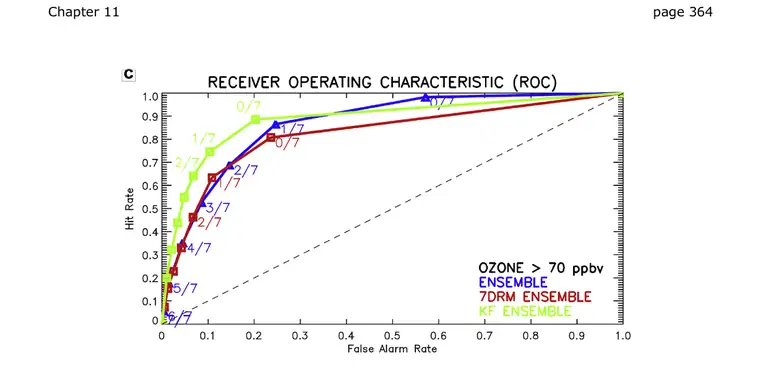 Chapter 11 page 364
C
RECEIVER OPERATING CHARACTERISTIC (ROC)
1.0
0.9
0.8
0.7
0.6
0.5
0.4
0.3
0.2
0.1
0
Hit Rate
0/7
1/7
2/7
0/7
1/7
0/7
2/7
1/7
3/7
2/7
4/7
5/7
6/7
OZONE > 70 ppbv
ENSEMBLE
7DRM ENSEMBLE
KF ENSEMBLE
0 0.1 0.2 0.3 0.4 0.5 0.6 0.7 0.8 0.9 1.0
False Alarm Rate